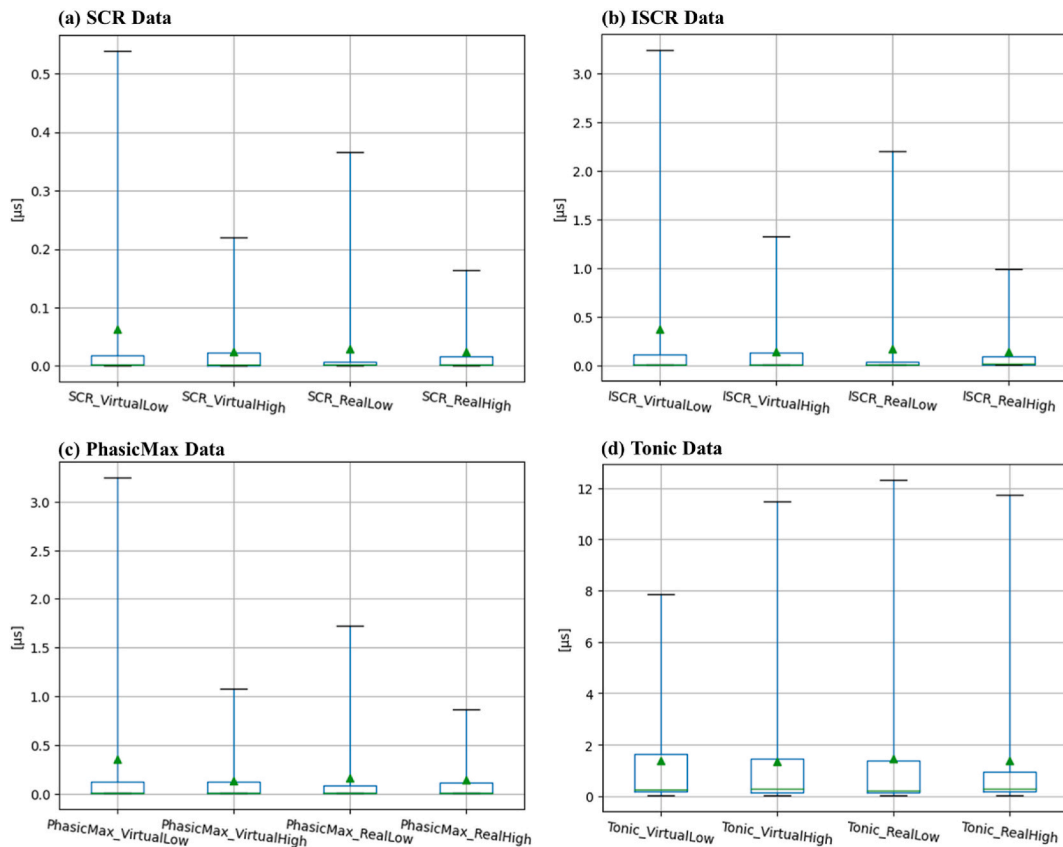 (a) SCR Data
[µs]
0.5
0.4
0.3
0.2
0.1
0.0
SCR_VirtualLow
SCR_VirtualHigh
SCR_RealLow
SCR_RealHigh
(b) ISCR Data
[µs]
3.0
2.5
2.0
1.5
1.0
0.5
0.0
ISCR_VirtualLow
ISCR_VirtualHigh
ISCR_RealLow
ISCR_RealHigh
(c) PhasicMax Data
[µs]
3.0
2.5
2.0
1.5
1.0
0.5
0.0
PhasicMax_VirtualLow
PhasicMax_VirtualHigh
PhasicMax_RealLow
PhasicMax_RealHigh
(d) Tonic Data
[µs]
12
10
8
6
4
2
0
Tonic_VirtualLow
Tonic_VirtualHigh
Tonic_RealLow
Tonic_RealHigh